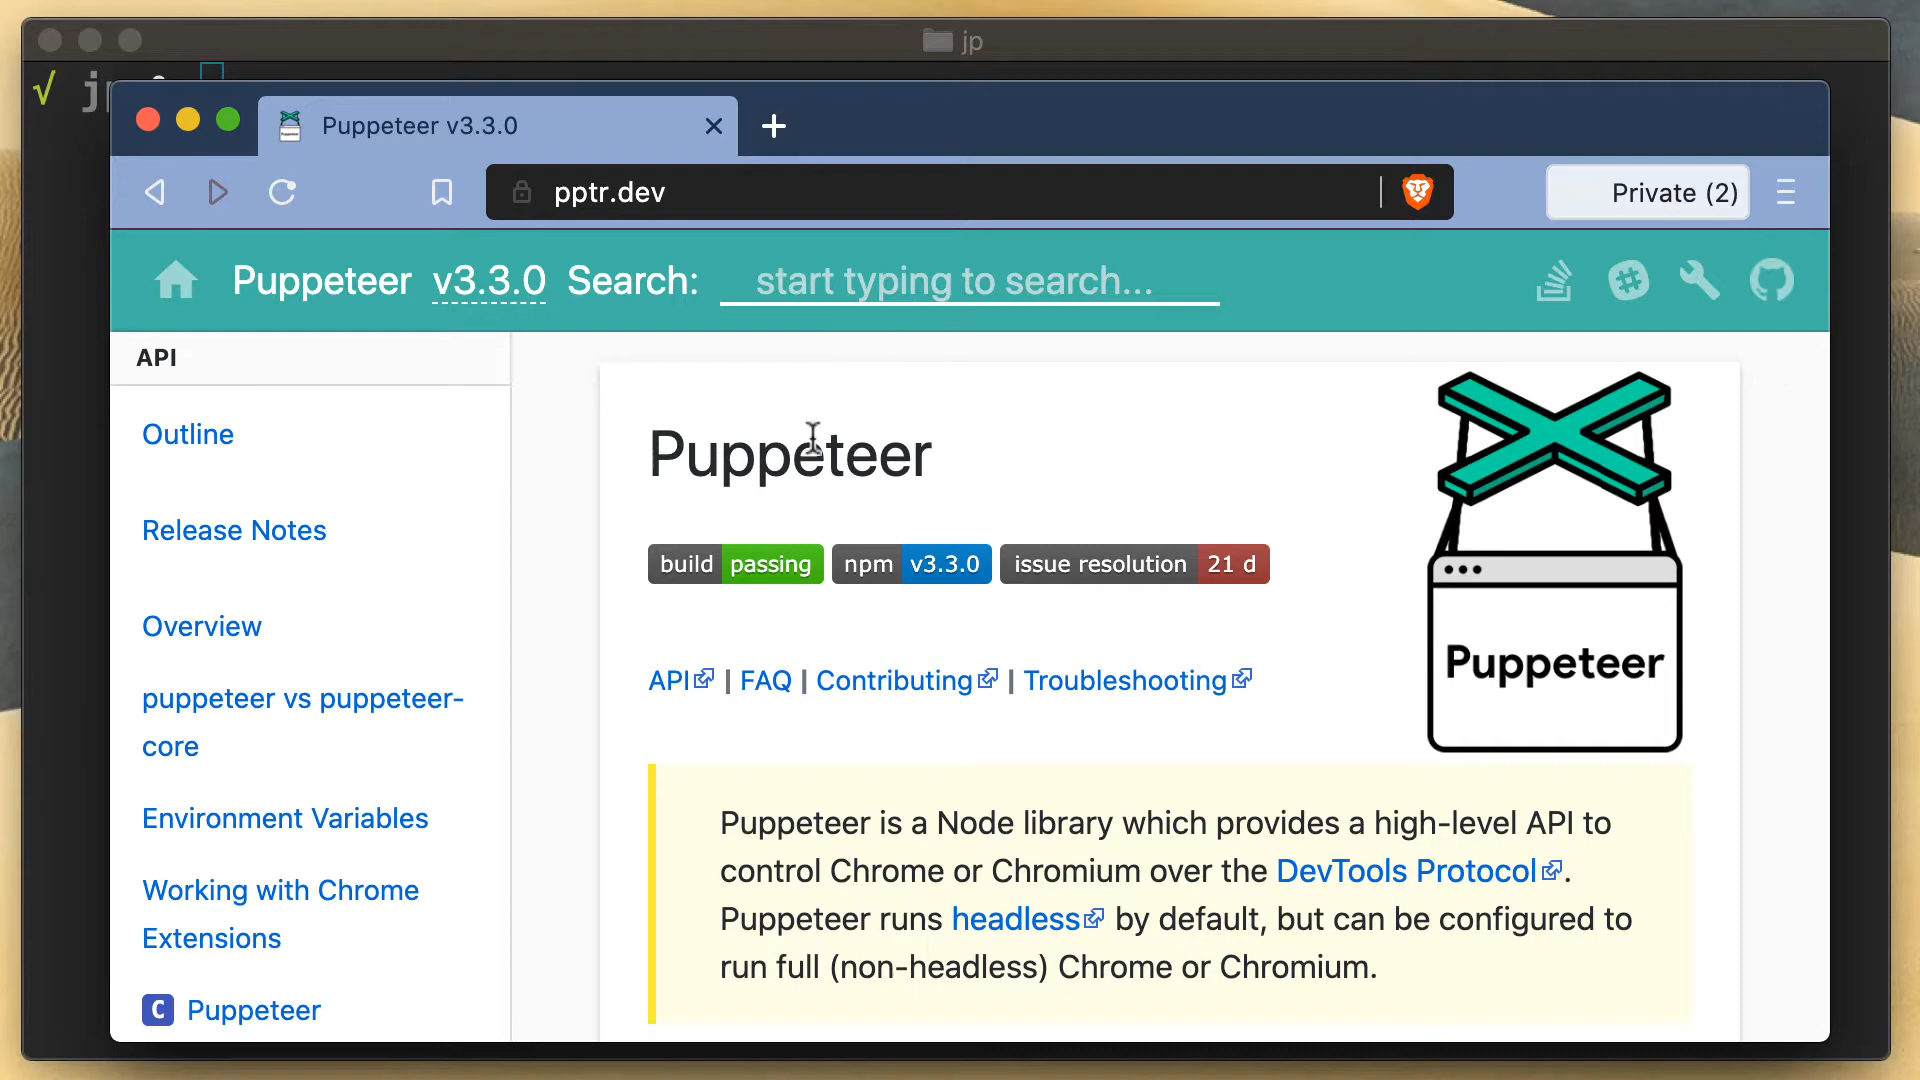 jp
√ j
Puppeteer v3.3.0
pptr.dev
Private (2)
Puppeteer v3.3.0 Search: start typing to search...
API
Outline
Release Notes
Overview
puppeteer vs puppeteer-
core
Environment Variables
Working with Chrome
Extensions
C Puppeteer
Puppeteer
build passing npm v3.3.0 issue resolution 21 d
API | FAQ | Contributing | Troubleshooting
Puppeteer
Puppeteer is a Node library which provides a high-level API to
control Chrome or Chromium over the DevTools Protocol.
Puppeteer runs headless by default, but can be configured to
run full (non-headless) Chrome or Chromium.